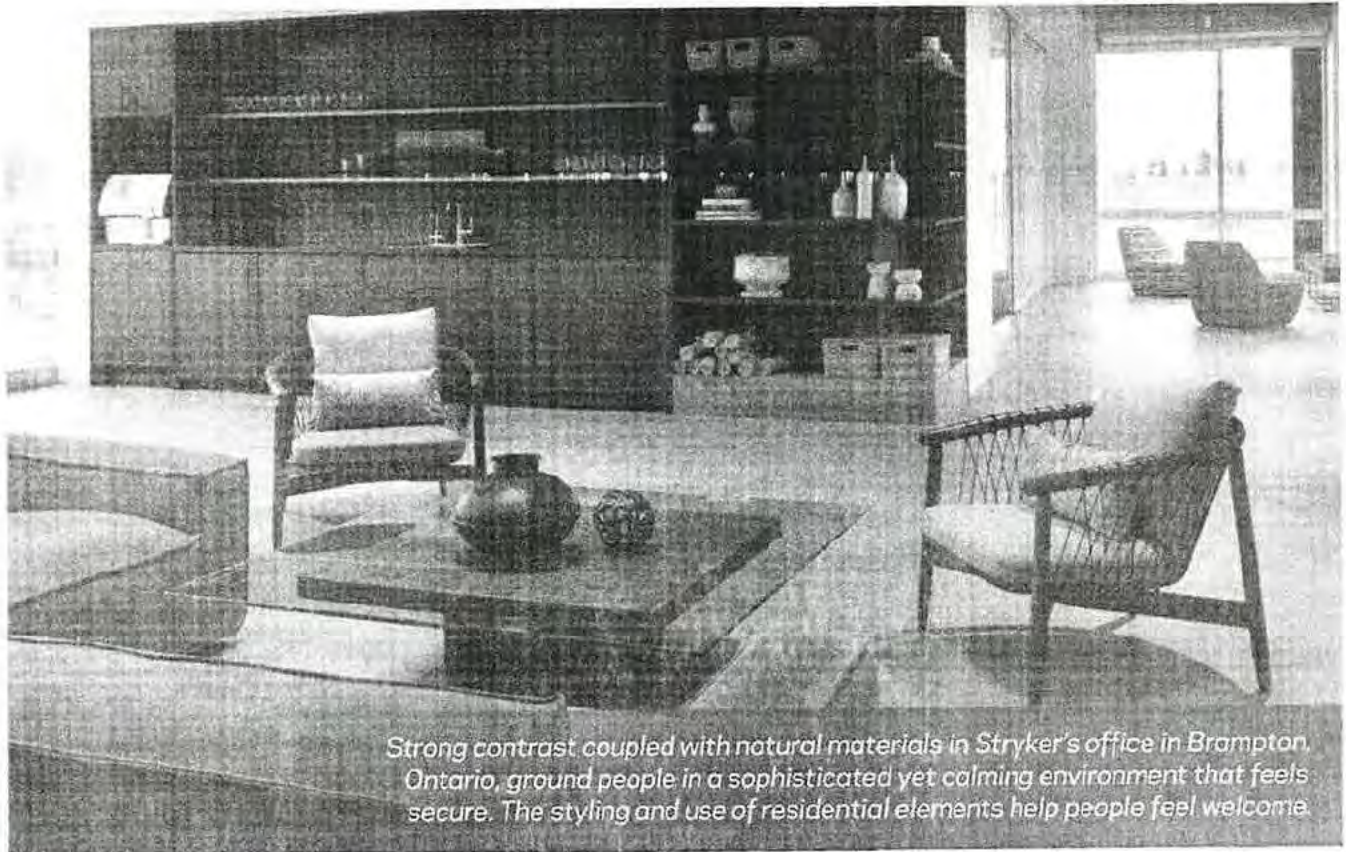 Strong contrast coupled with natural materials in Stryker's office in Brampton,
Ontario, ground people in a sophisticated yet calming environment that feels
secure. The styling and use of residential elements help people feel welcome.